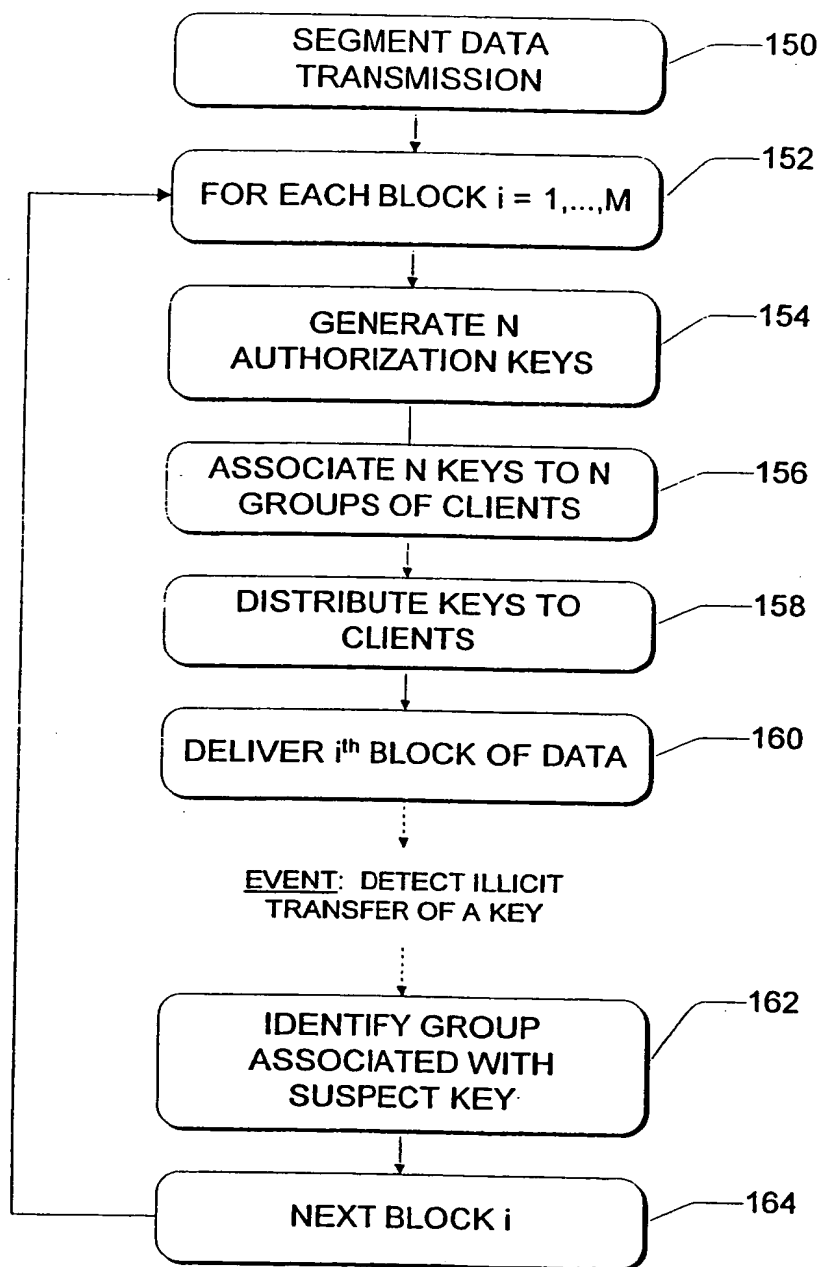 SEGMENT DATA
TRANSMISSION
150
FOR EACH BLOCK i = 1,...,M
152
GENERATE N
AUTHORIZATION KEYS
154
ASSOCIATE N KEYS TO N
GROUPS OF CLIENTS
156
DISTRIBUTE KEYS TO
CLIENTS
158
DELIVER ith BLOCK OF DATA
160
EVENT: DETECT ILLICIT
TRANSFER OF A KEY
IDENTIFY GROUP
ASSOCIATED WITH
SUSPECT KEY
162
NEXT BLOCK i
164